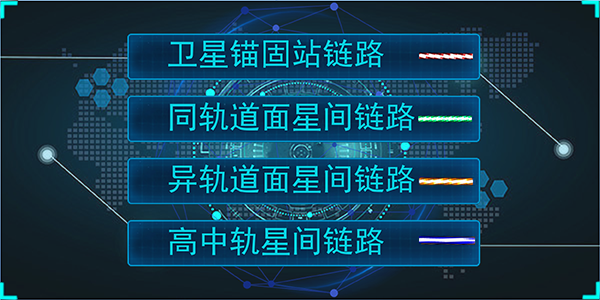 卫星锚固站链路
同轨道面星间链路
异轨道面星间链路
高中轨星间链路